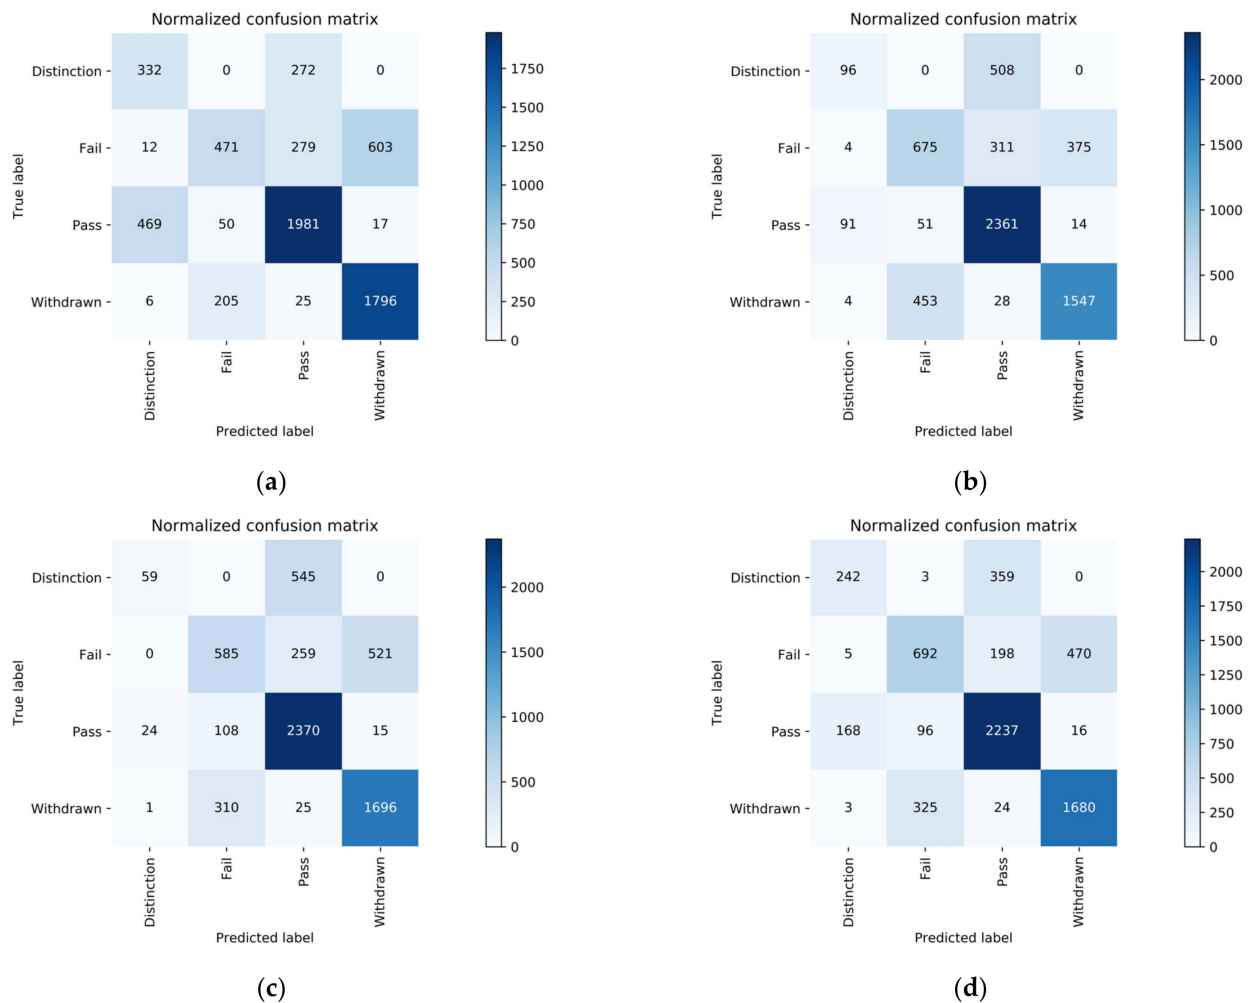 Normalized confusion matrix
True label
Distinction 332 0 272 0
Fail 12 471 279 603
Pass 469 50 1981 17
Withdrawn 6 205 25 1796
Distinction Fail Pass Withdrawn
Predicted label
1750
1500
1250
1000
750
500
250
0
(a)
Normalized confusion matrix
True label
Distinction 96 0 508 0
Fail 4 675 311 375
Pass 91 51 2361 14
Withdrawn 4 453 28 1547
Distinction Fail Pass Withdrawn
Predicted label
2000
1500
1000
500
0
(b)
Normalized confusion matrix
True label
Distinction 59 0 545 0
Fail 0 585 259 521
Pass 24 108 2370 15
Withdrawn 1 310 25 1696
Distinction Fail Pass Withdrawn
Predicted label
2000
1500
1000
500
0
(c)
Normalized confusion matrix
True label
Distinction 242 3 359 0
Fail 5 692 198 470
Pass 168 96 2237 16
Withdrawn 3 325 24 1680
Distinction Fail Pass Withdrawn
Predicted label
2000
1750
1500
1250
1000
750
500
250
0
(d)